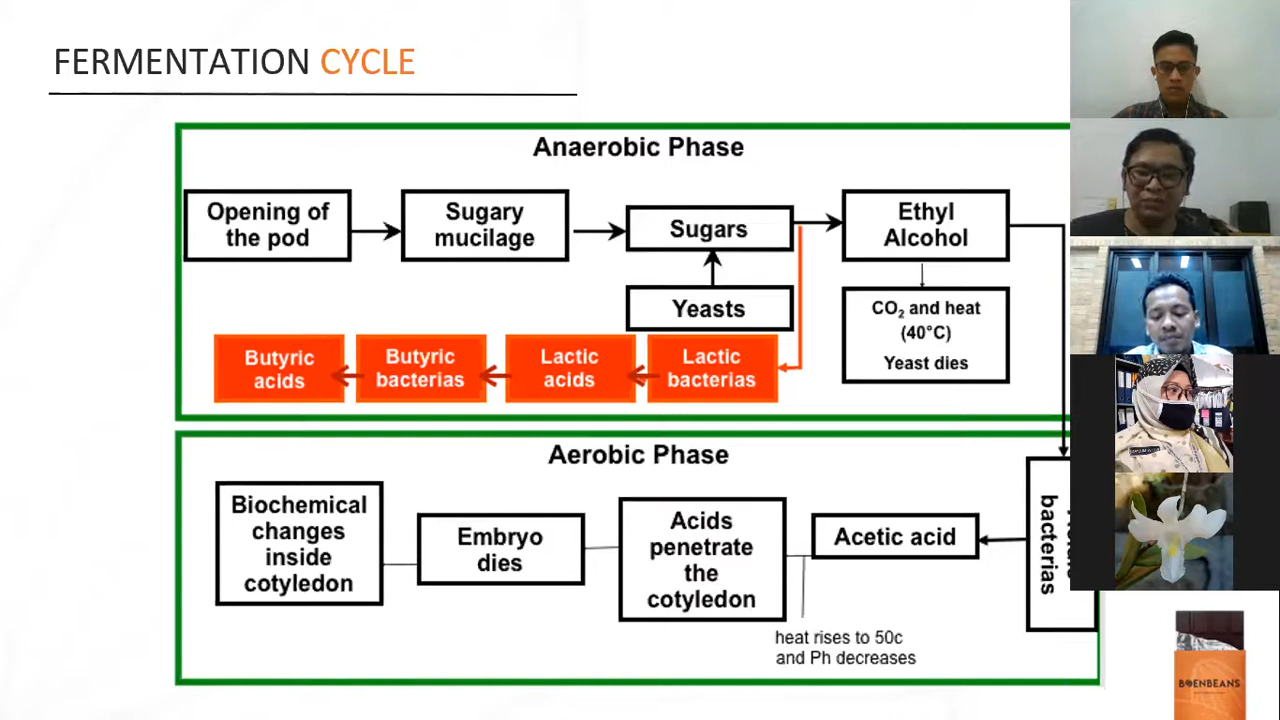 FERMENTATION CYCLE
Anaerobic Phase
Opening of
the pod
Sugary
mucilage
Sugars
Ethyl
Alcohol
Yeasts
CO₂ and heat
(40°C)
Yeast dies
Butyric
acids
Butyric
bacterias
Lactic
acids
Lactic
bacterias
Aerobic Phase
Biochemical
changes
inside
cotyledon
Embryo
dies
Acids
penetrate
the
cotyledon
Acetic acid
bacterias
heat rises to 50c
and Ph decreases
BOENBEANS